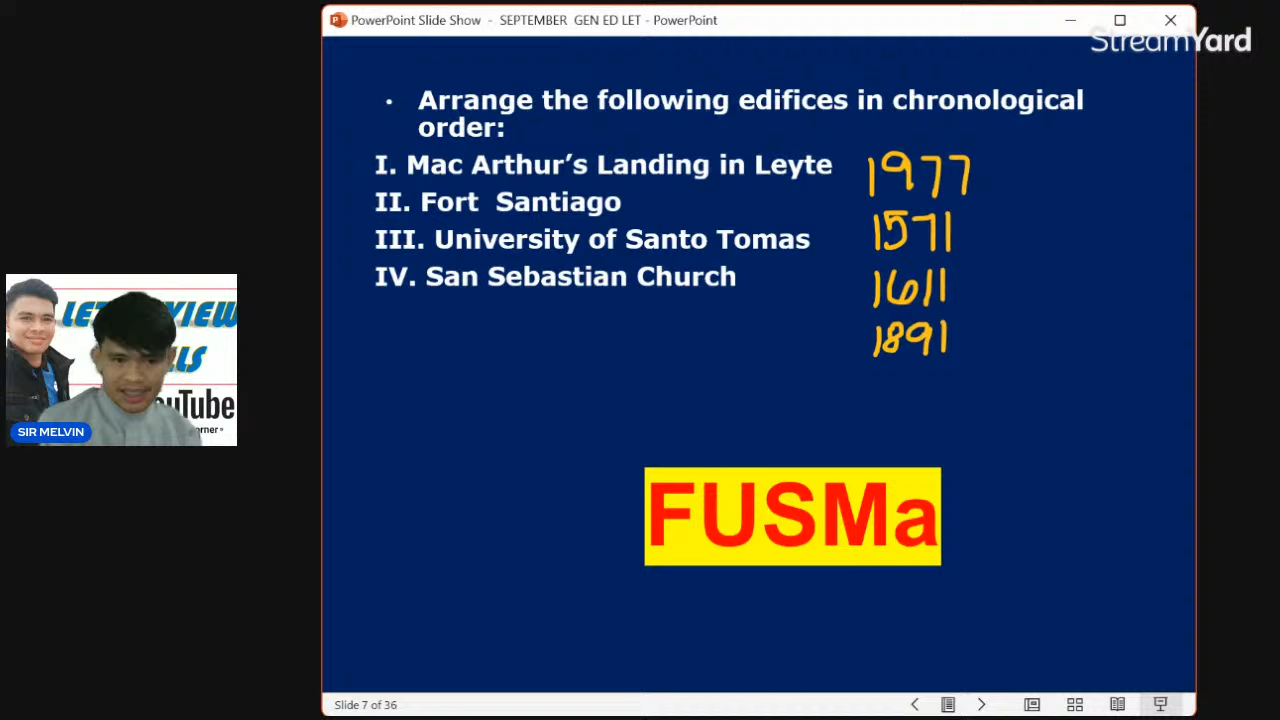 PowerPoint Slide Show - SEPTEMBER GEN ED LET - PowerPoint
StreamYard
• Arrange the following edifices in chronological
order:
I. Mac Arthur's Landing in Leyte 1977
II. Fort Santiago 1571
III. University of Santo Tomas 1611
IV. San Sebastian Church 1891
SIR MELVIN
FUSMa
Slide 7 of 36